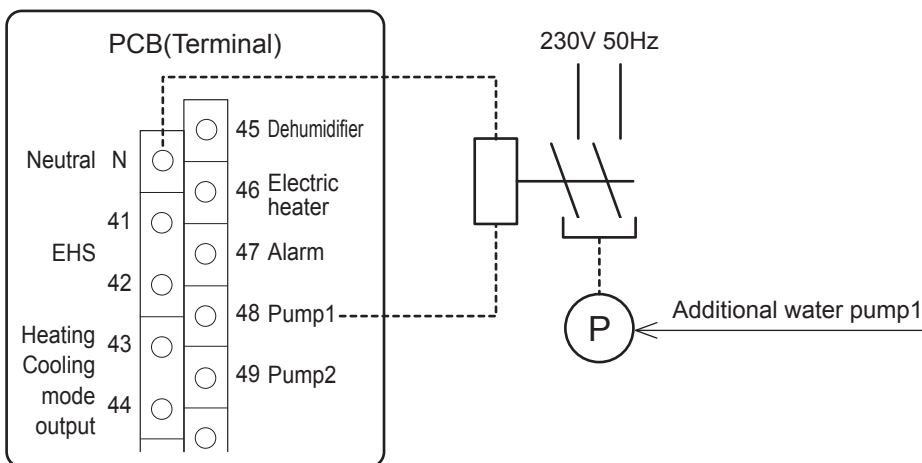 PCB(Terminal)
230V 50Hz
45 Dehumidifier
Neutral N
46 Electric
heater
41
EHS
47 Alarm
42
48 Pump1
Additional water pump1
P
Heating
43
Cooling
49 Pump2
mode
44
output